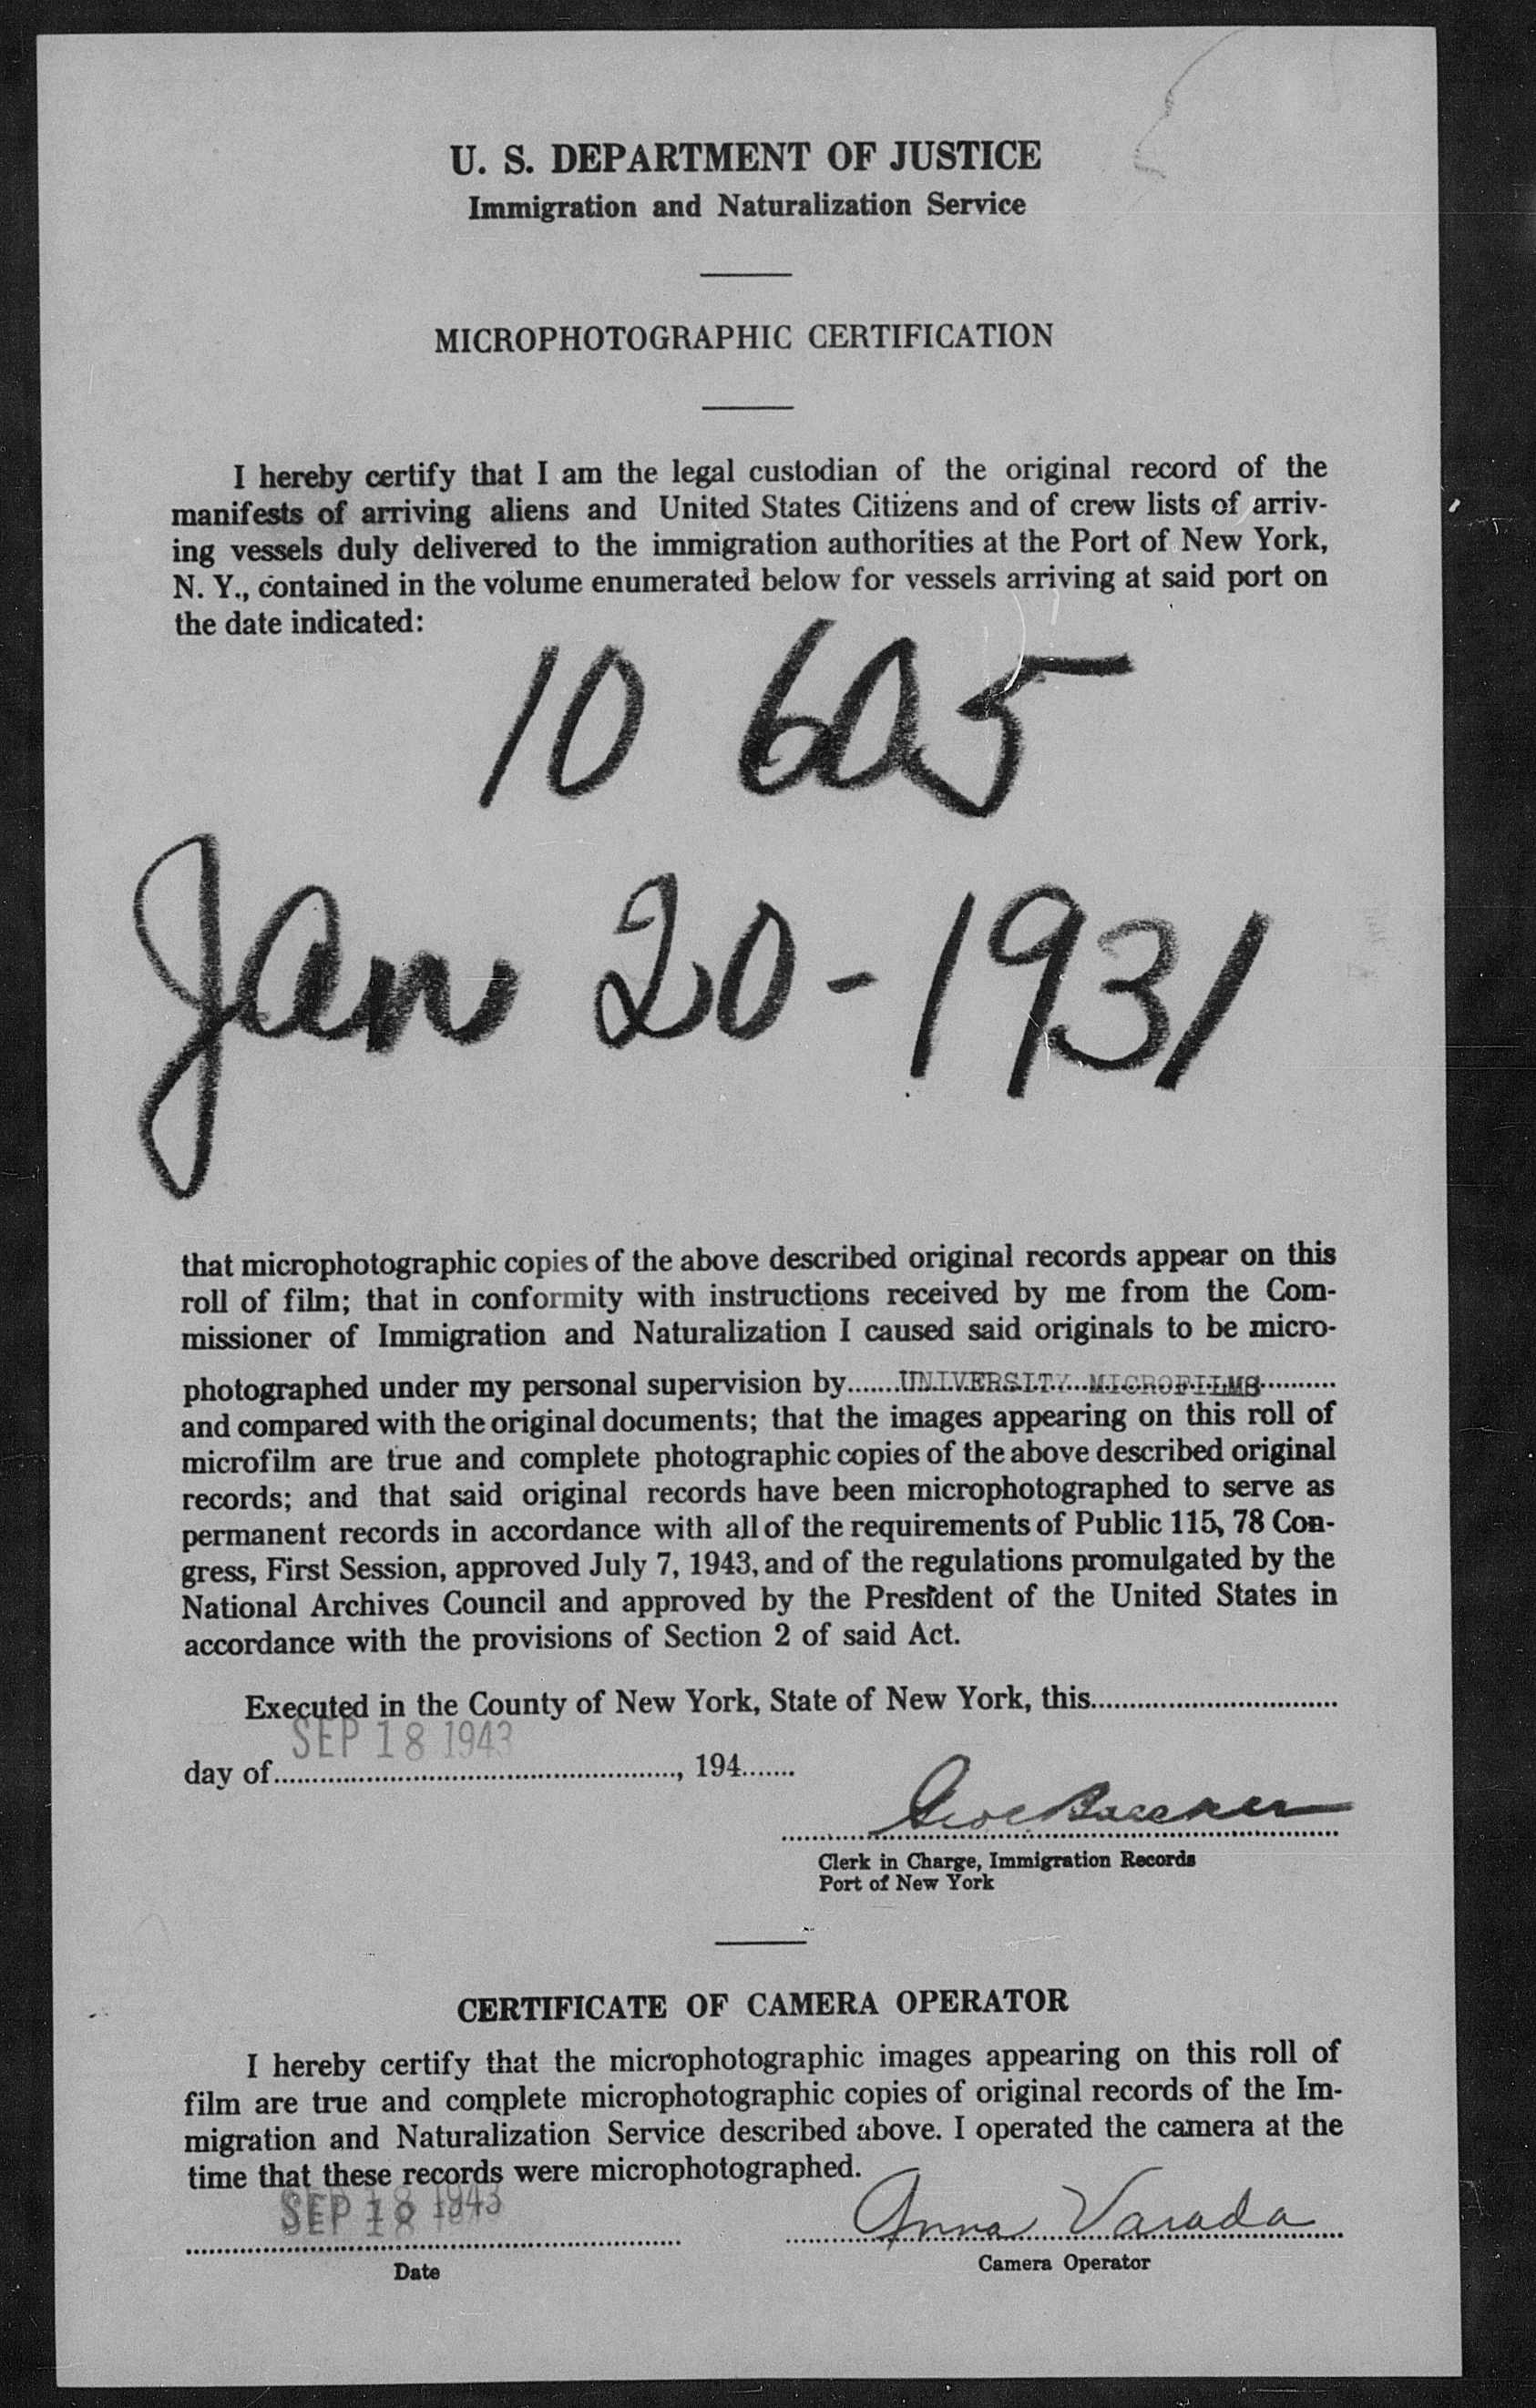 U. S. DEPARTMENT OF JUSTICE
Immigration and Naturalization Service
MICROPHOTOGRAPHIC CERTIFICATION
I hereby certify that I am the legal custodian of the original record of the
manifests of arriving aliens and United States Citizens and of crew lists of arriv-
ing vessels duly delivered to the immigration authorities at the Port of New York,
N. Y., contained in the volume enumerated below for vessels arriving at said port on
the date indicated:
10 605
Jan 20-1931
that microphotographic copies of the above described original records appear on this
roll of film; that in conformity with instructions received by me from the Com-
missioner of Immigration and Naturalization I caused said originals to be micro-
photographed under my personal supervision by UNIVERSITY MICROFILMS
and compared with the original documents; that the images appearing on this roll of
microfilm are true and complete photographic copies of the above described original
records; and that said original records have been microphotographed to serve as
permanent records in accordance with all of the requirements of Public 115, 78 Con-
gress, First Session, approved July 7, 1943, and of the regulations promulgated by the
National Archives Council and approved by the President of the United States in
accordance with the provisions of Section 2 of said Act.
Executed in the County of New York, State of New York, this
SEP 18 1943
day of , 194
Clerk in Charge, Immigration Records
Port of New York
CERTIFICATE OF CAMERA OPERATOR
I hereby certify that the microphotographic images appearing on this roll of
film are true and complete microphotographic copies of original records of the Im-
migration and Naturalization Service described above. I operated the camera at the
time that these records were microphotographed.
SEP 18 1943
Anna Varada
Date
Camera Operator